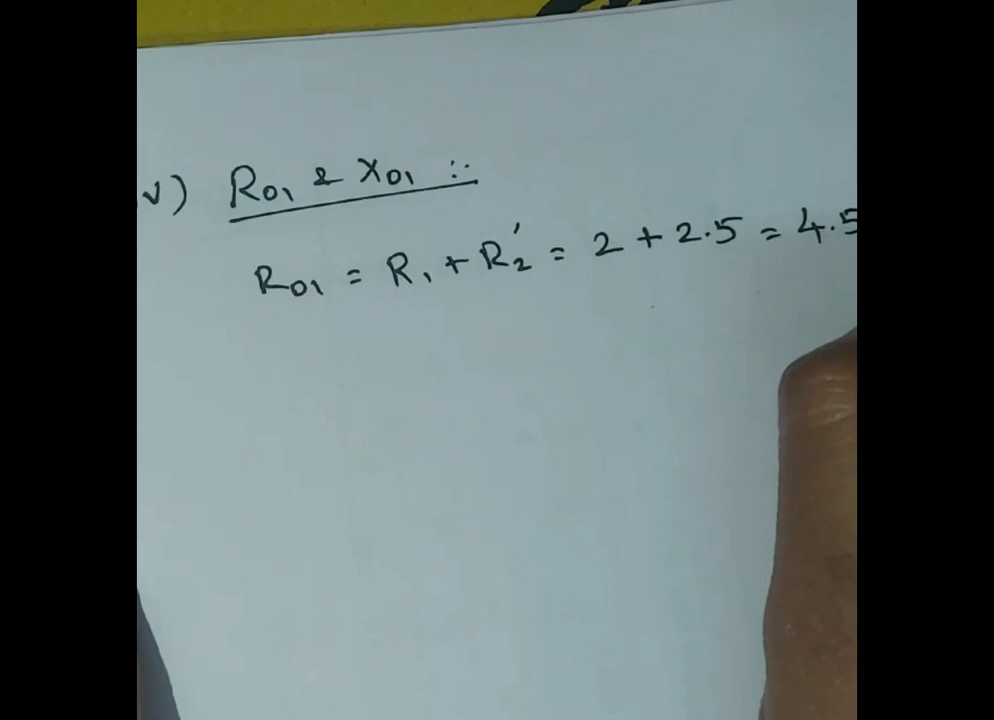 v) R01 & X01 :-
R01 = R1 + R2' = 2 + 2.5 = 4.5